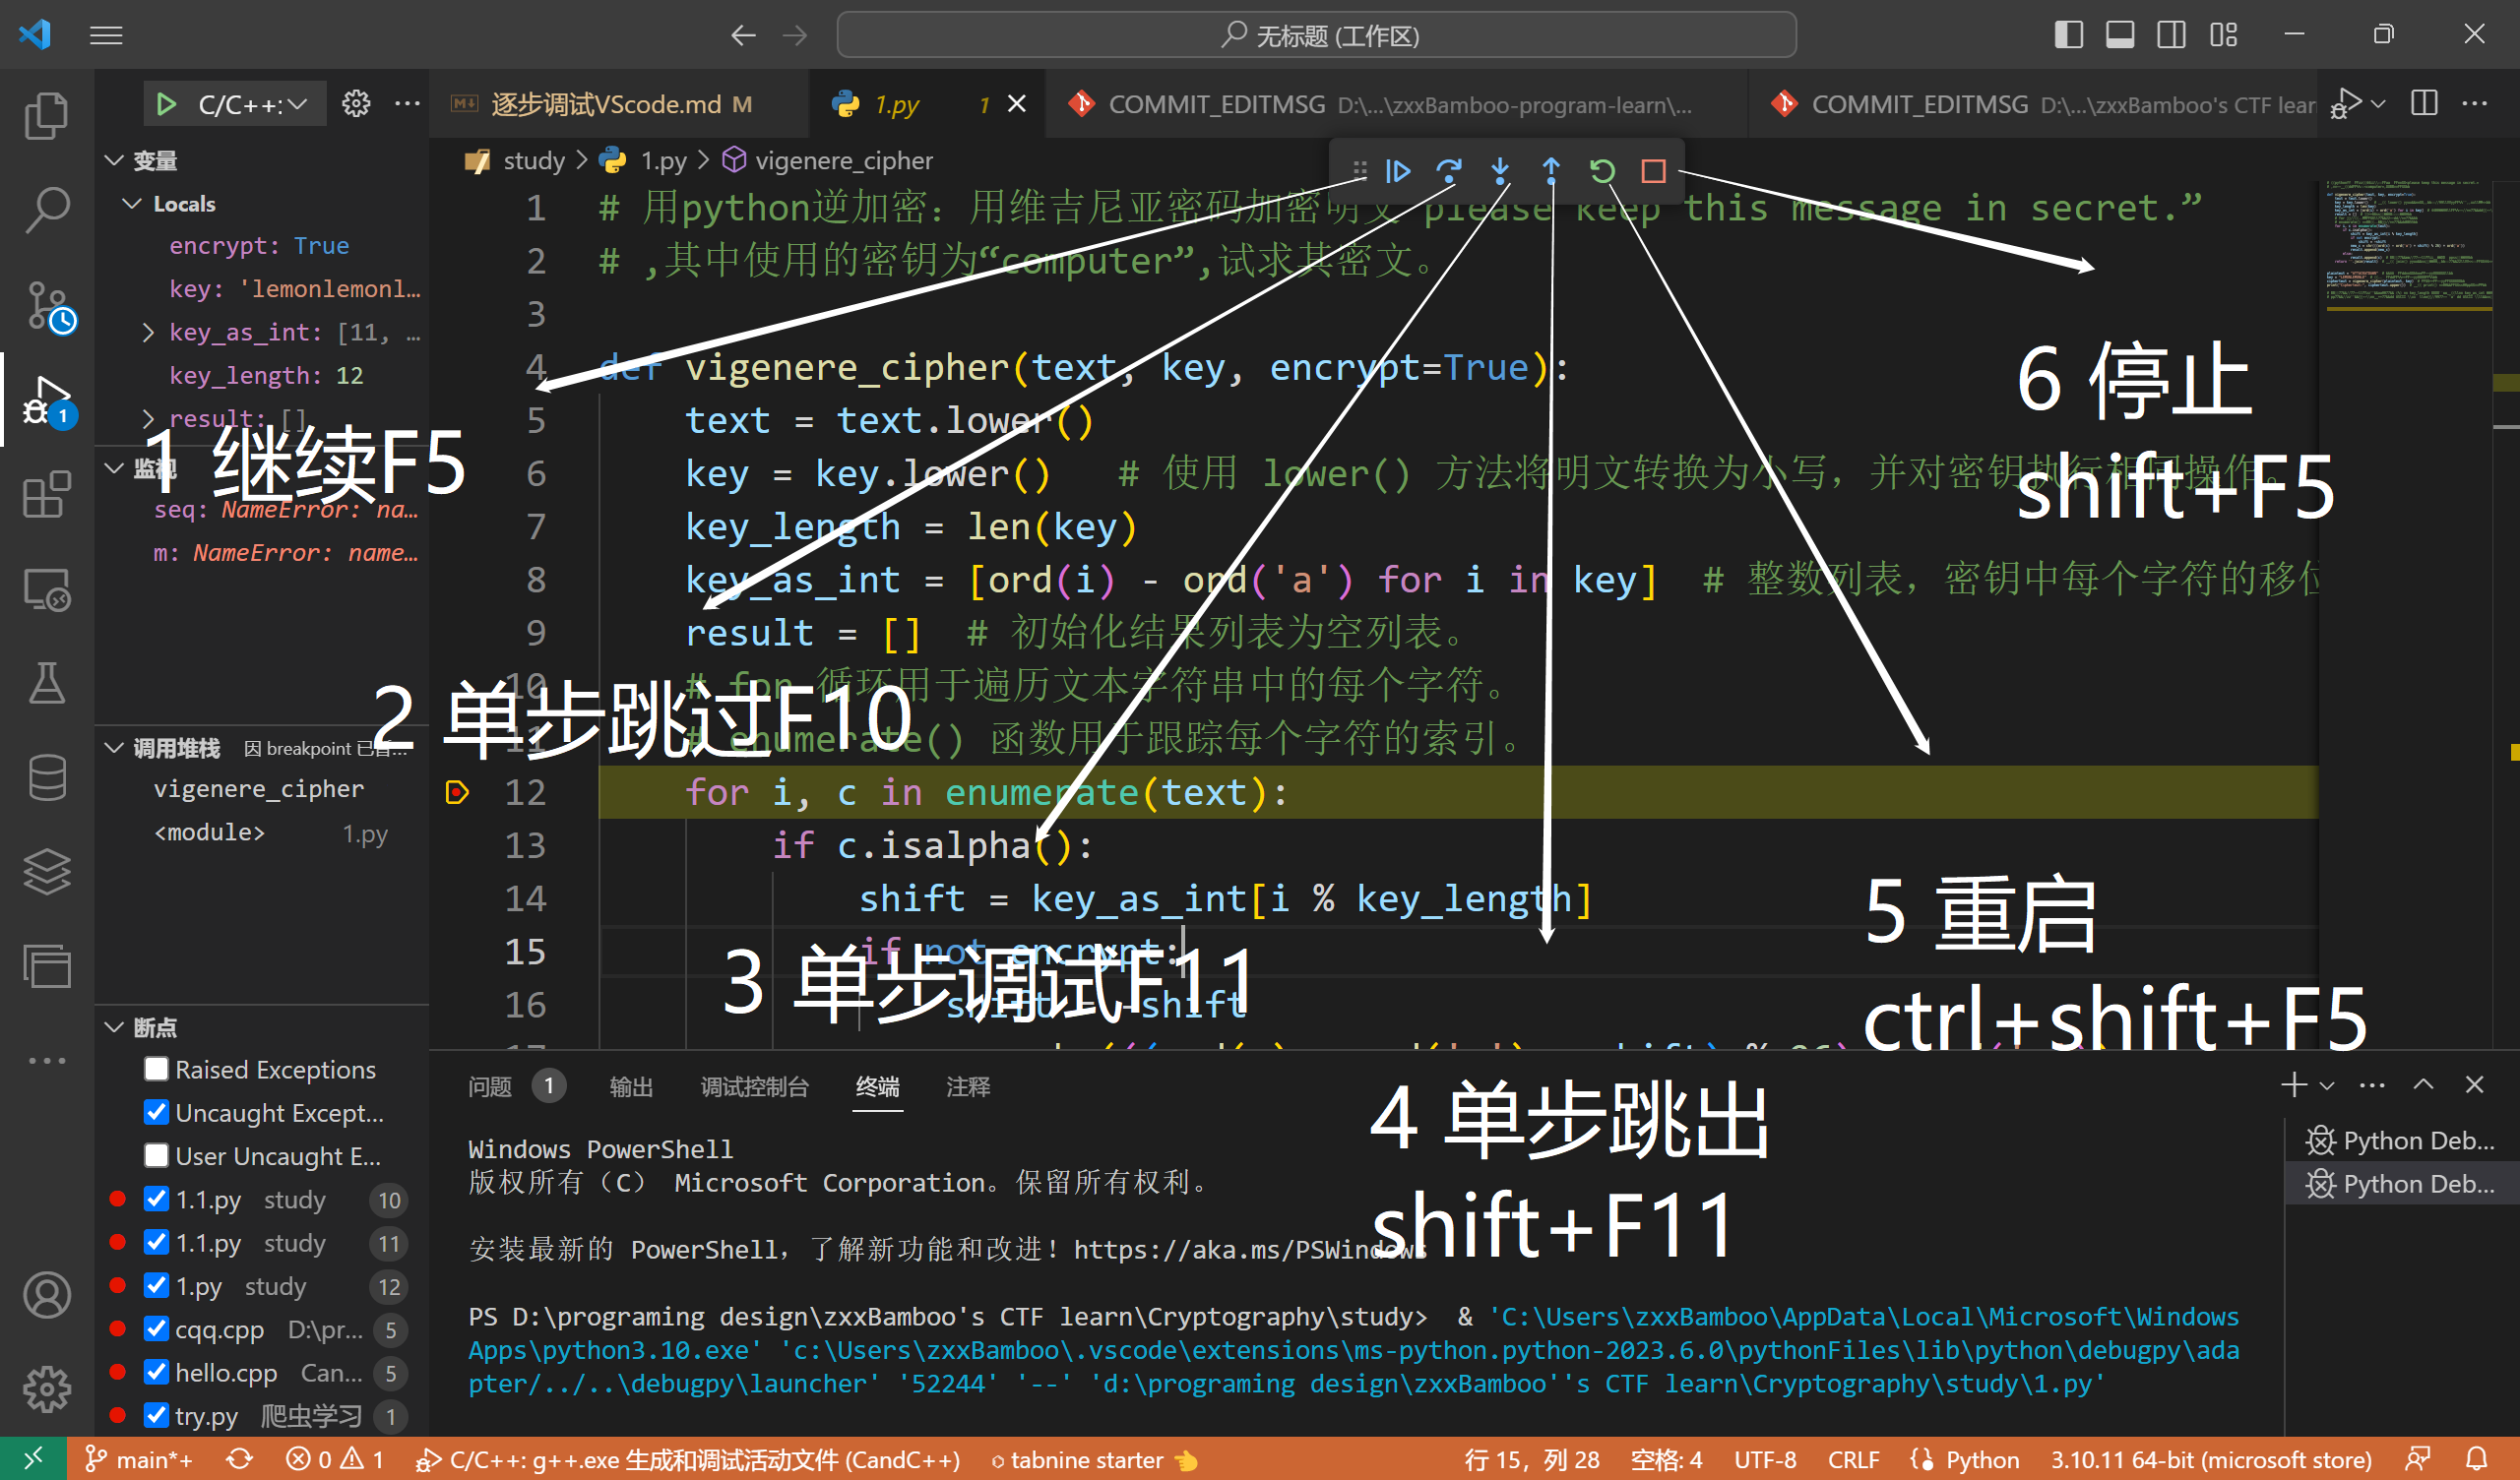 无标题 (工作区)
C/C++:
逐步调试VScode.md M
1.py 1
COMMIT_EDITMSG D:\...\zxxBamboo-program-learn\...
COMMIT_EDITMSG D:\...\zxxBamboo's CTF lear
变量
Locals
encrypt: True
key: 'lemonlemonl…
key_as_int: [11, …
key_length: 12
result: []
监视
seq: NameError: na…
m: NameError: name…
调用堆栈 因 breakpoint 已暂…
vigenere_cipher
<module> 1.py
断点
Raised Exceptions
Uncaught Except...
User Uncaught E...
1.1.py study 10
1.1.py study 11
1.py study 12
cqq.cpp D:\pr... 5
hello.cpp Can... 5
try.py 爬虫学习 1
study > 1.py > vigenere_cipher
1 # 用python逆加密: 用维吉尼亚密码加密明文 please keep this message in secret.”
2 # ,其中使用的密钥为“computer”,试求其密文。
3
4 def vigenere_cipher(text, key, encrypt=True):
5 text = text.lower()
6 key = key.lower() # 使用 lower() 方法将明文转换为小写，并对密钥执行相同操作。
7 key_length = len(key)
8 key_as_int = [ord(i) - ord('a') for i in key] # 整数列表，密钥中每个字符的移位
9 result = [] # 初始化结果列表为空列表。
10 # for 循环用于遍历文本字符串中的每个字符。
11 # enumerate() 函数用于跟踪每个字符的索引。
12 for i, c in enumerate(text):
13 if c.isalpha():
14 shift = key_as_int[i % key_length]
15 if not encrypt:
16 shift = -shift
1 继续F5
2 单步跳过F10
3 单步调试F11
4 单步跳出
shift+F11
5 重启
ctrl+shift+F5
6 停止
shift+F5
问题 1 输出 调试控制台 终端 注释
Windows PowerShell
版权所有（C） Microsoft Corporation。保留所有权利。
安装最新的 PowerShell，了解新功能和改进！https://aka.ms/PSWindows
PS D:\programing design\zxxBamboo's CTF learn\Cryptography\study> & 'C:\Users\zxxBamboo\AppData\Local\Microsoft\Windows
Apps\python3.10.exe' 'c:\Users\zxxBamboo\.vscode\extensions\ms-python.python-2023.6.0\pythonFiles\lib\python\debugpy\ada
pter/../..\debugpy\launcher' '52244' '--' 'd:\programing design\zxxBamboo''s CTF learn\Cryptography\study\1.py'
Python Deb...
Python Deb...
1
main*+ 0 1 C/C++: g++.exe 生成和调试活动文件 (CandC++) tabnine starter 行 15，列 28 空格: 4 UTF-8 CRLF Python 3.10.11 64-bit (microsoft store)